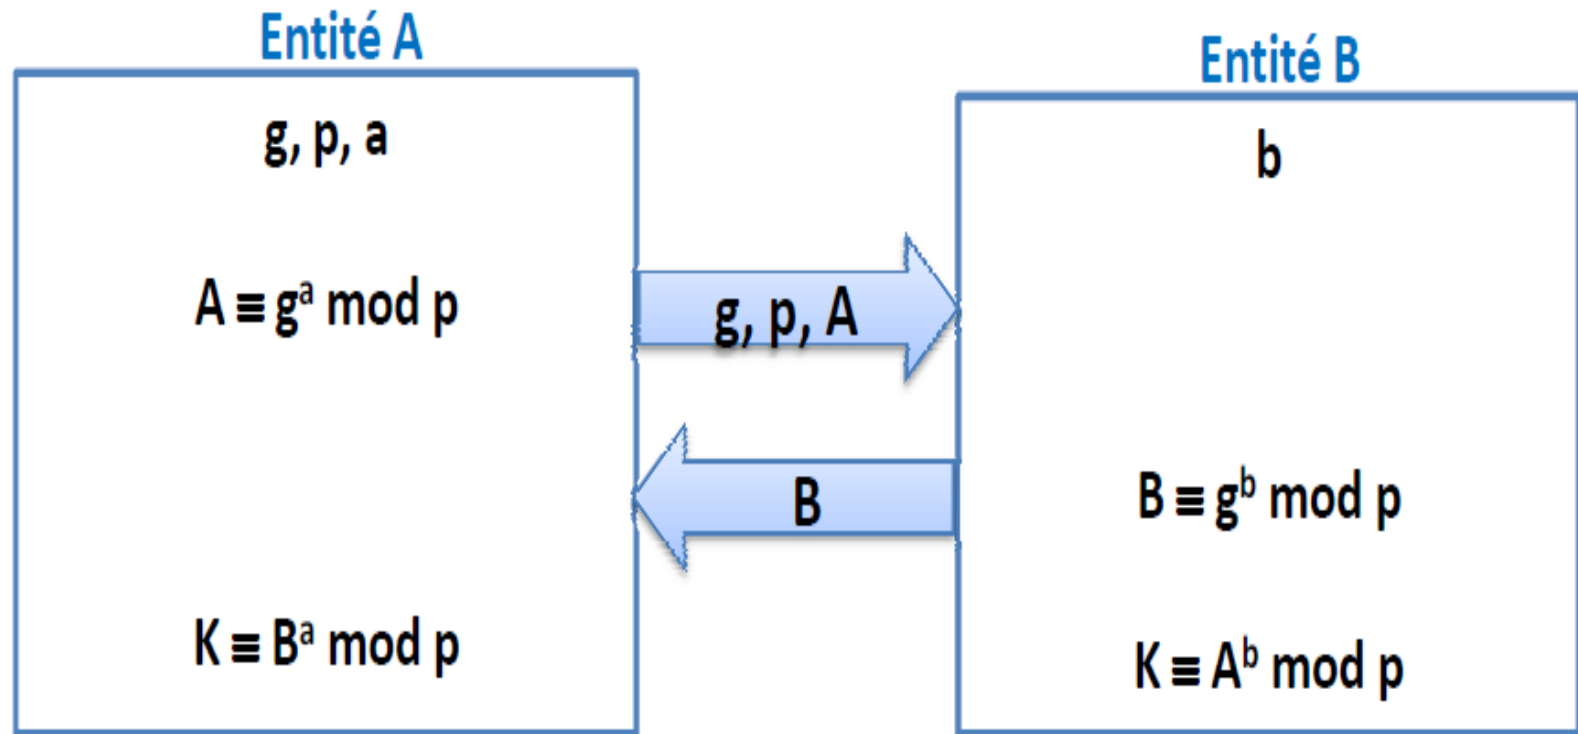 Entité A
g, p, a
A ≡ gᵃ mod p
K ≡ Bᵃ mod p
g, p, A
B
Entité B
b
B ≡ gᵇ mod p
K ≡ Aᵇ mod p